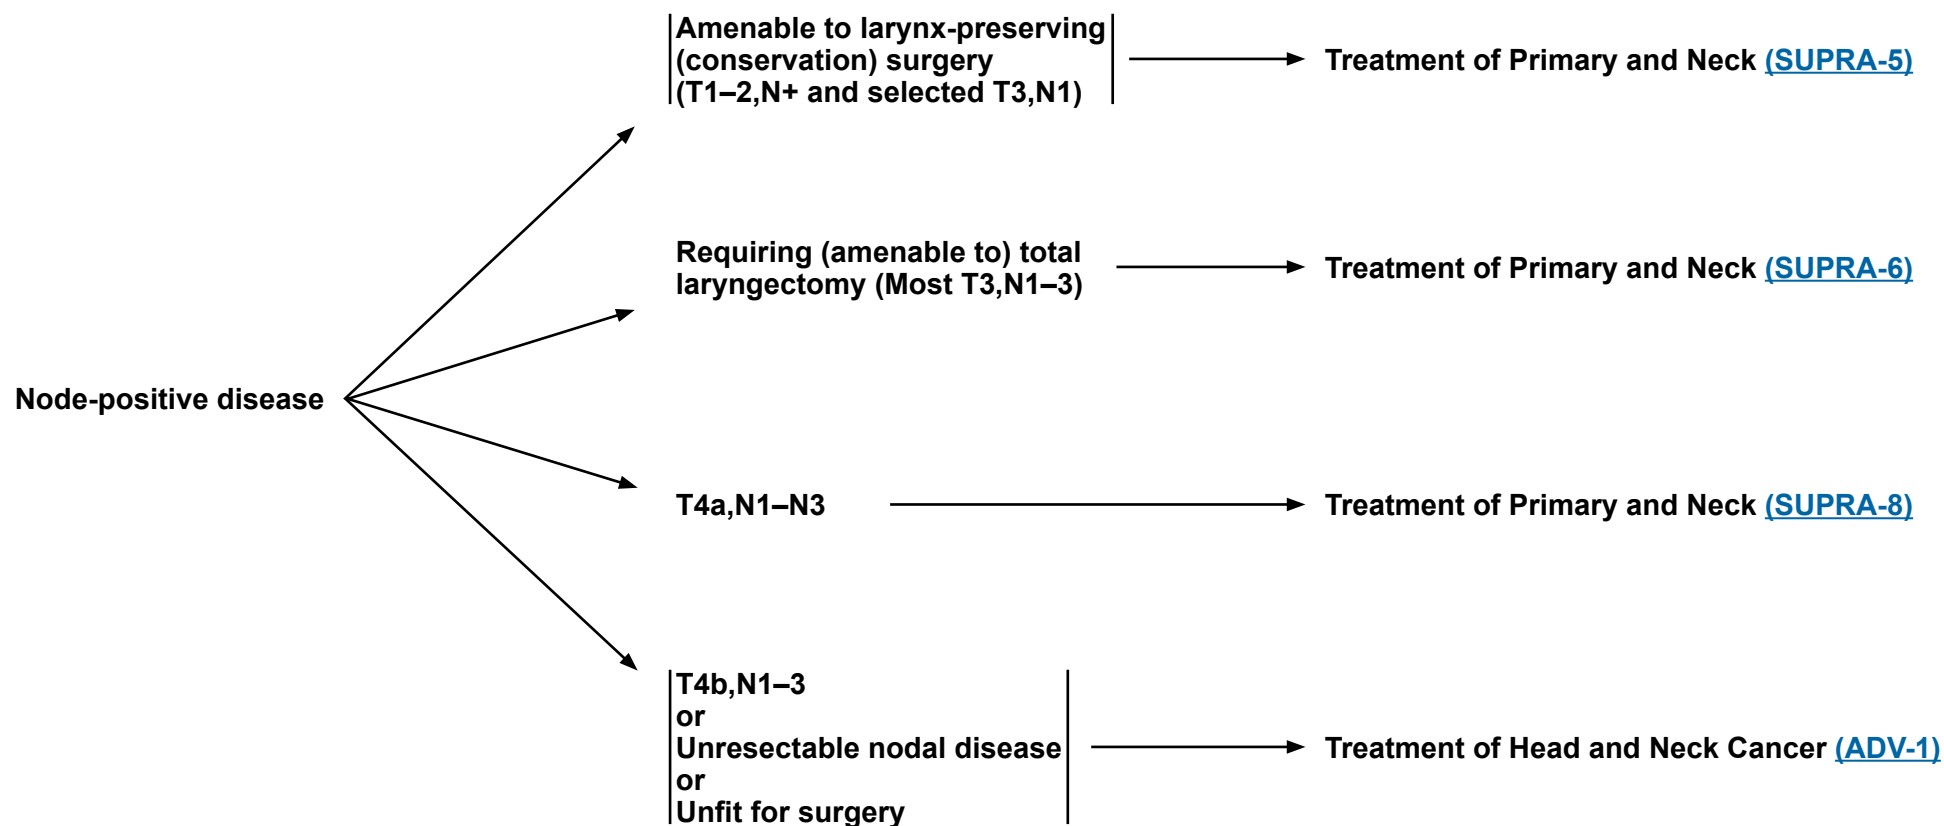 Amenable to larynx-preserving
(conservation) surgery
(T1–2,N+ and selected T3,N1)
Treatment of Primary and Neck (SUPRA-5)
Requiring (amenable to) total
laryngectomy (Most T3,N1–3)
Treatment of Primary and Neck (SUPRA-6)
Node-positive disease
T4a,N1–N3
Treatment of Primary and Neck (SUPRA-8)
T4b,N1–3
or
Unresectable nodal disease
or
Unfit for surgery
Treatment of Head and Neck Cancer (ADV-1)